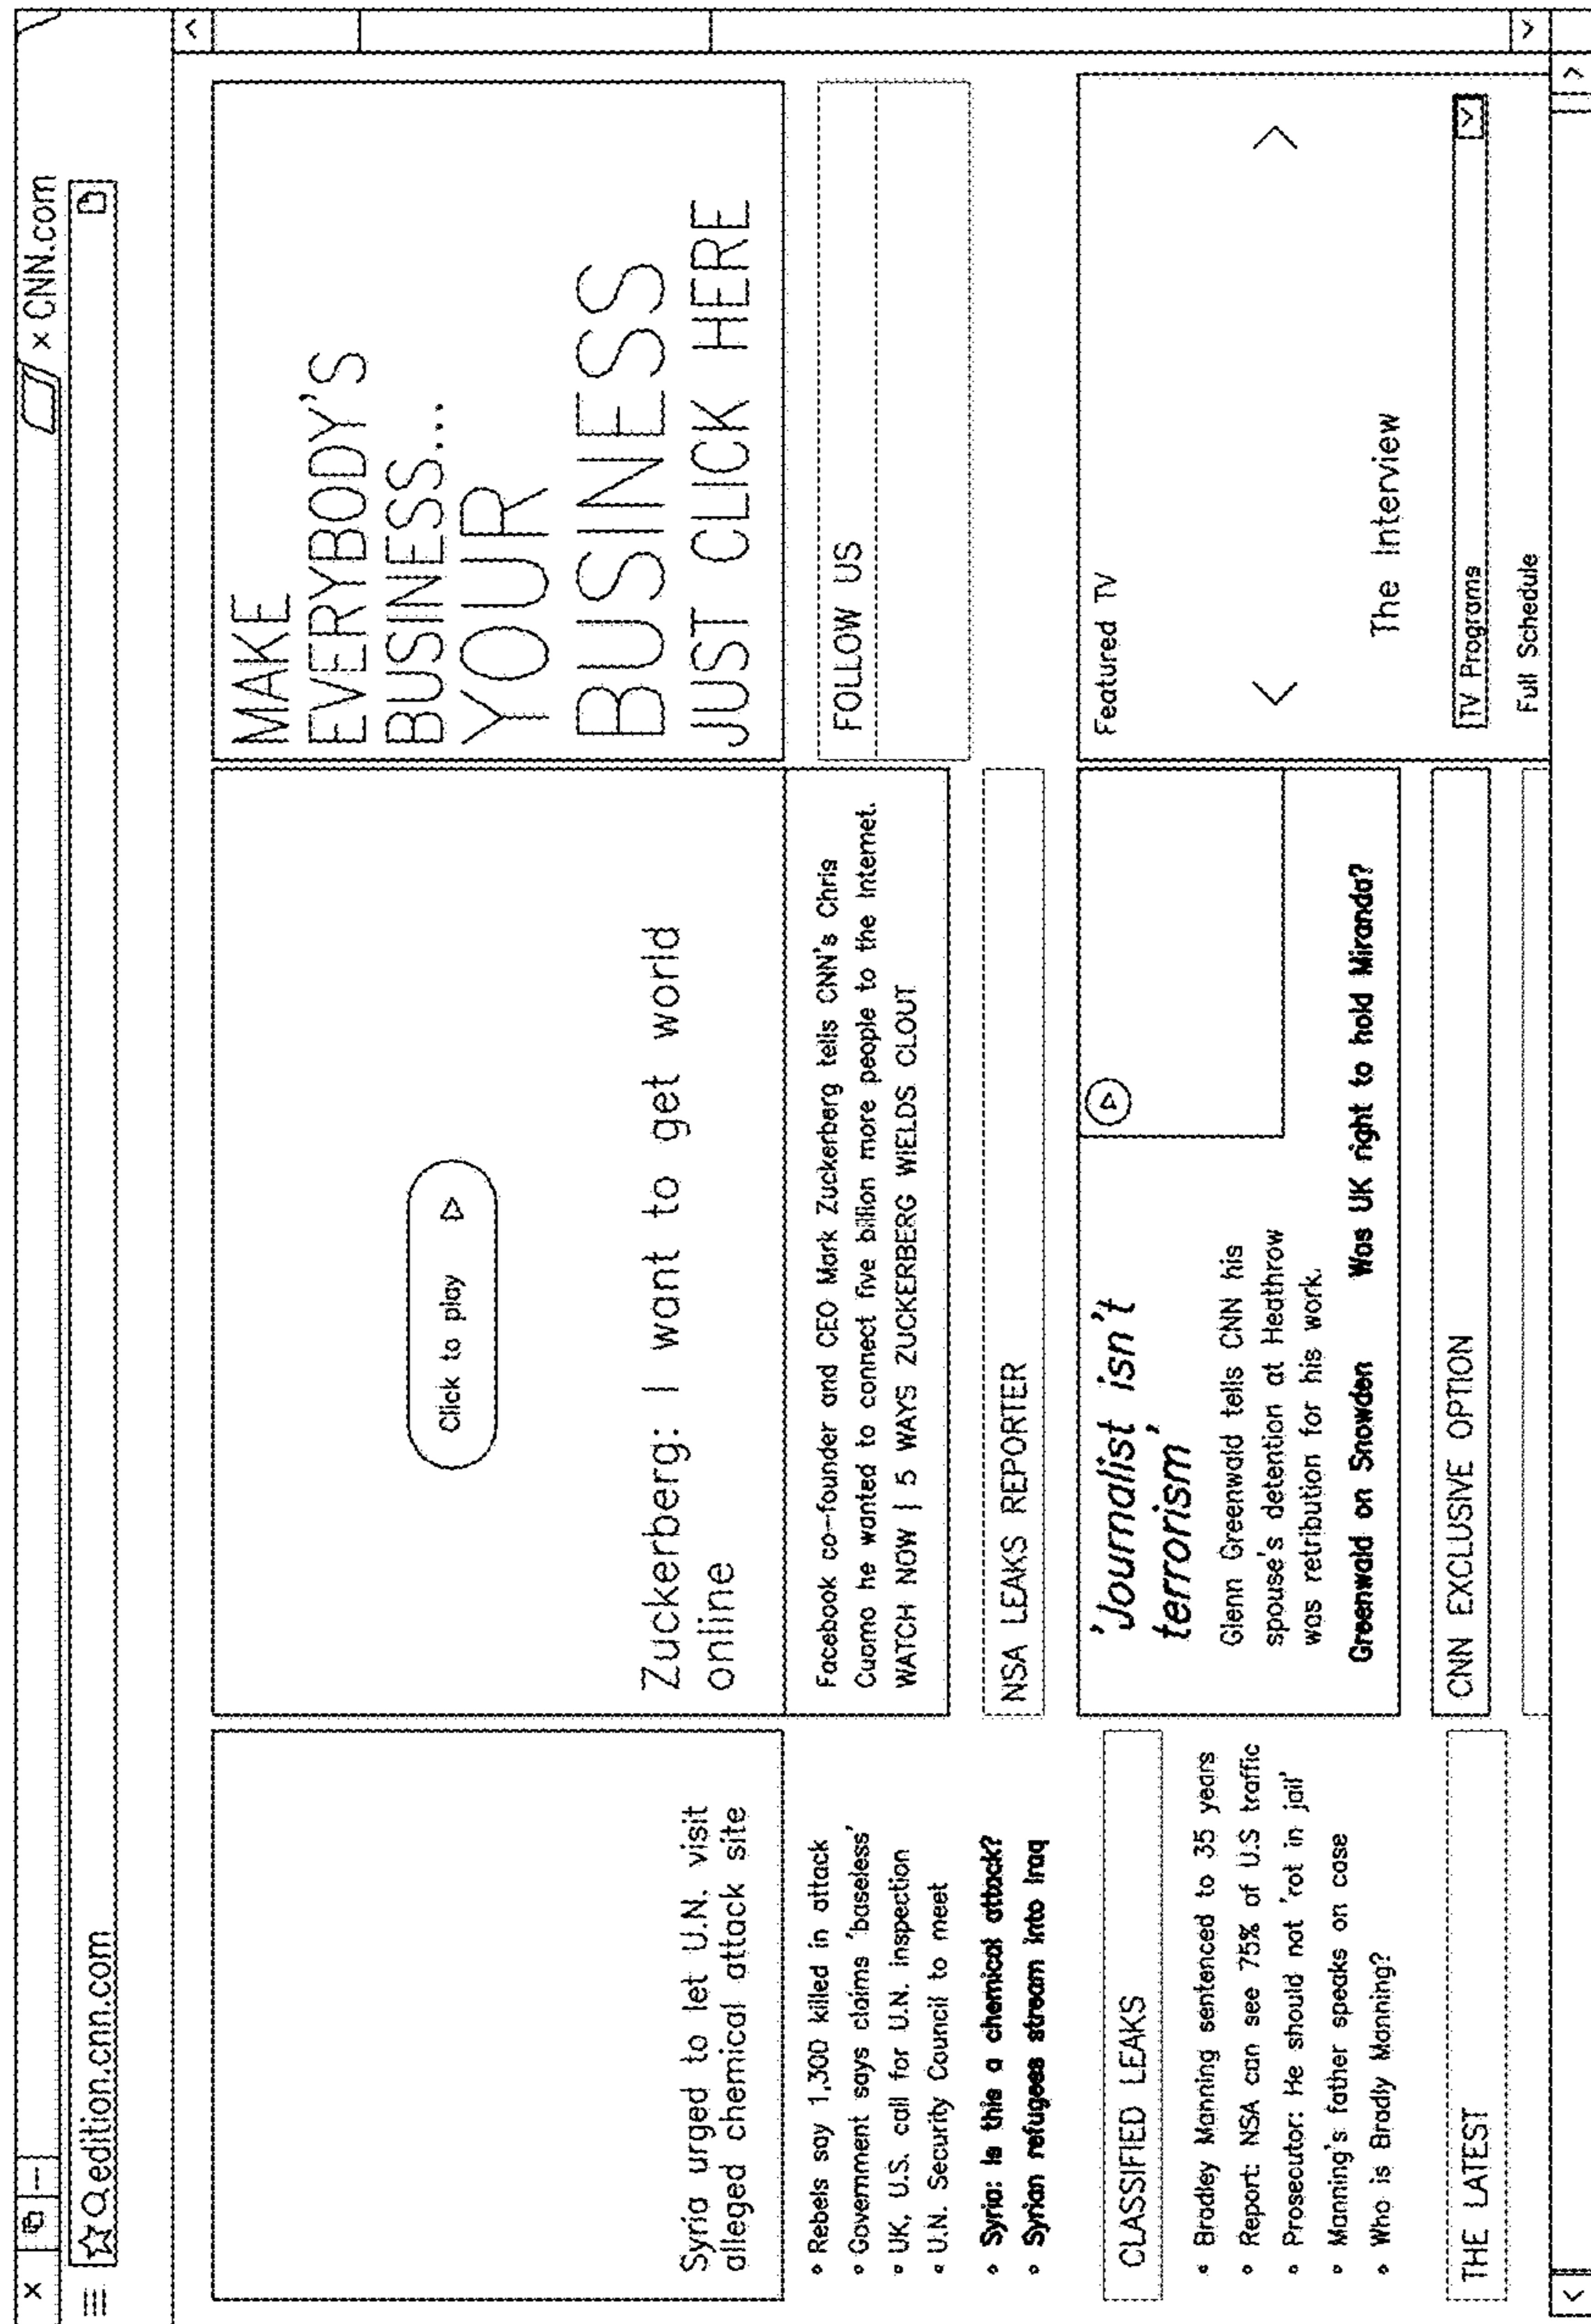 × CNN.com
edition.cnn.com
Syria urged to let U.N. visit
alleged chemical attack site
• Rebels say 1,300 killed in attack
• Government says claims 'baseless'
• UK, U.S. call for U.N. inspection
• U.N. Security Council to meet
• Syria: Is this a chemical attack?
• Syrian refugees stream into Iraq
CLASSIFIED LEAKS
• Bradley Manning sentenced to 35 years
• Report: NSA can see 75% of U.S traffic
• Prosecutor: He should not 'rot in jail'
• Manning's father speaks on case
• Who is Bradly Manning?
THE LATEST
Click to play
Zuckerberg: I want to get world
online
Facebook co-founder and CEO Mark Zuckerberg tells CNN's Chris
Cuomo he wanted to connect five billion more people to the Internet.
WATCH NOW | 5 WAYS ZUCKERBERG WIELDS CLOUT
NSA LEAKS REPORTER
'Journalist isn't
terrorism'
Glenn Greenwald tells CNN his
spouse's detention at Heathrow
was retribution for his work.
Greenwald on Snowden Was UK right to hold Miranda?
CNN EXCLUSIVE OPTION
MAKE
EVERYBODY'S
BUSINESS...
YOUR
BUSINESS
JUST CLICK HERE
FOLLOW US
Featured TV
The Interview
TV Programs
Full Schedule